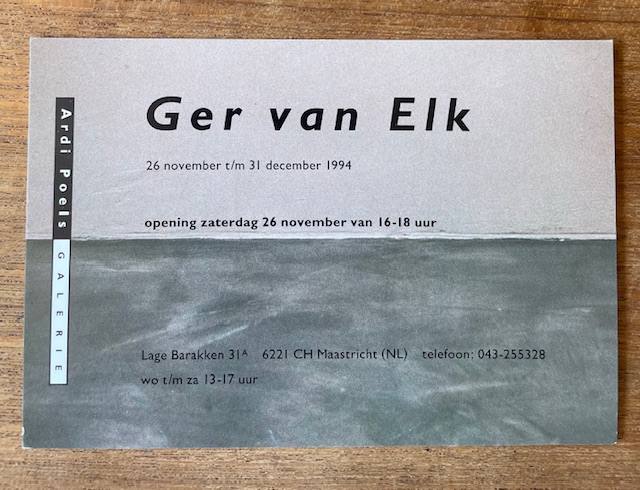 Ardi Poels GALERIE
Ger van Elk
26 november t/m 31 december 1994
opening zaterdag 26 november van 16-18 uur
Lage Barakken 31ᴬ 6221 CH Maastricht (NL) telefoon: 043-255328
wo t/m za 13-17 uur